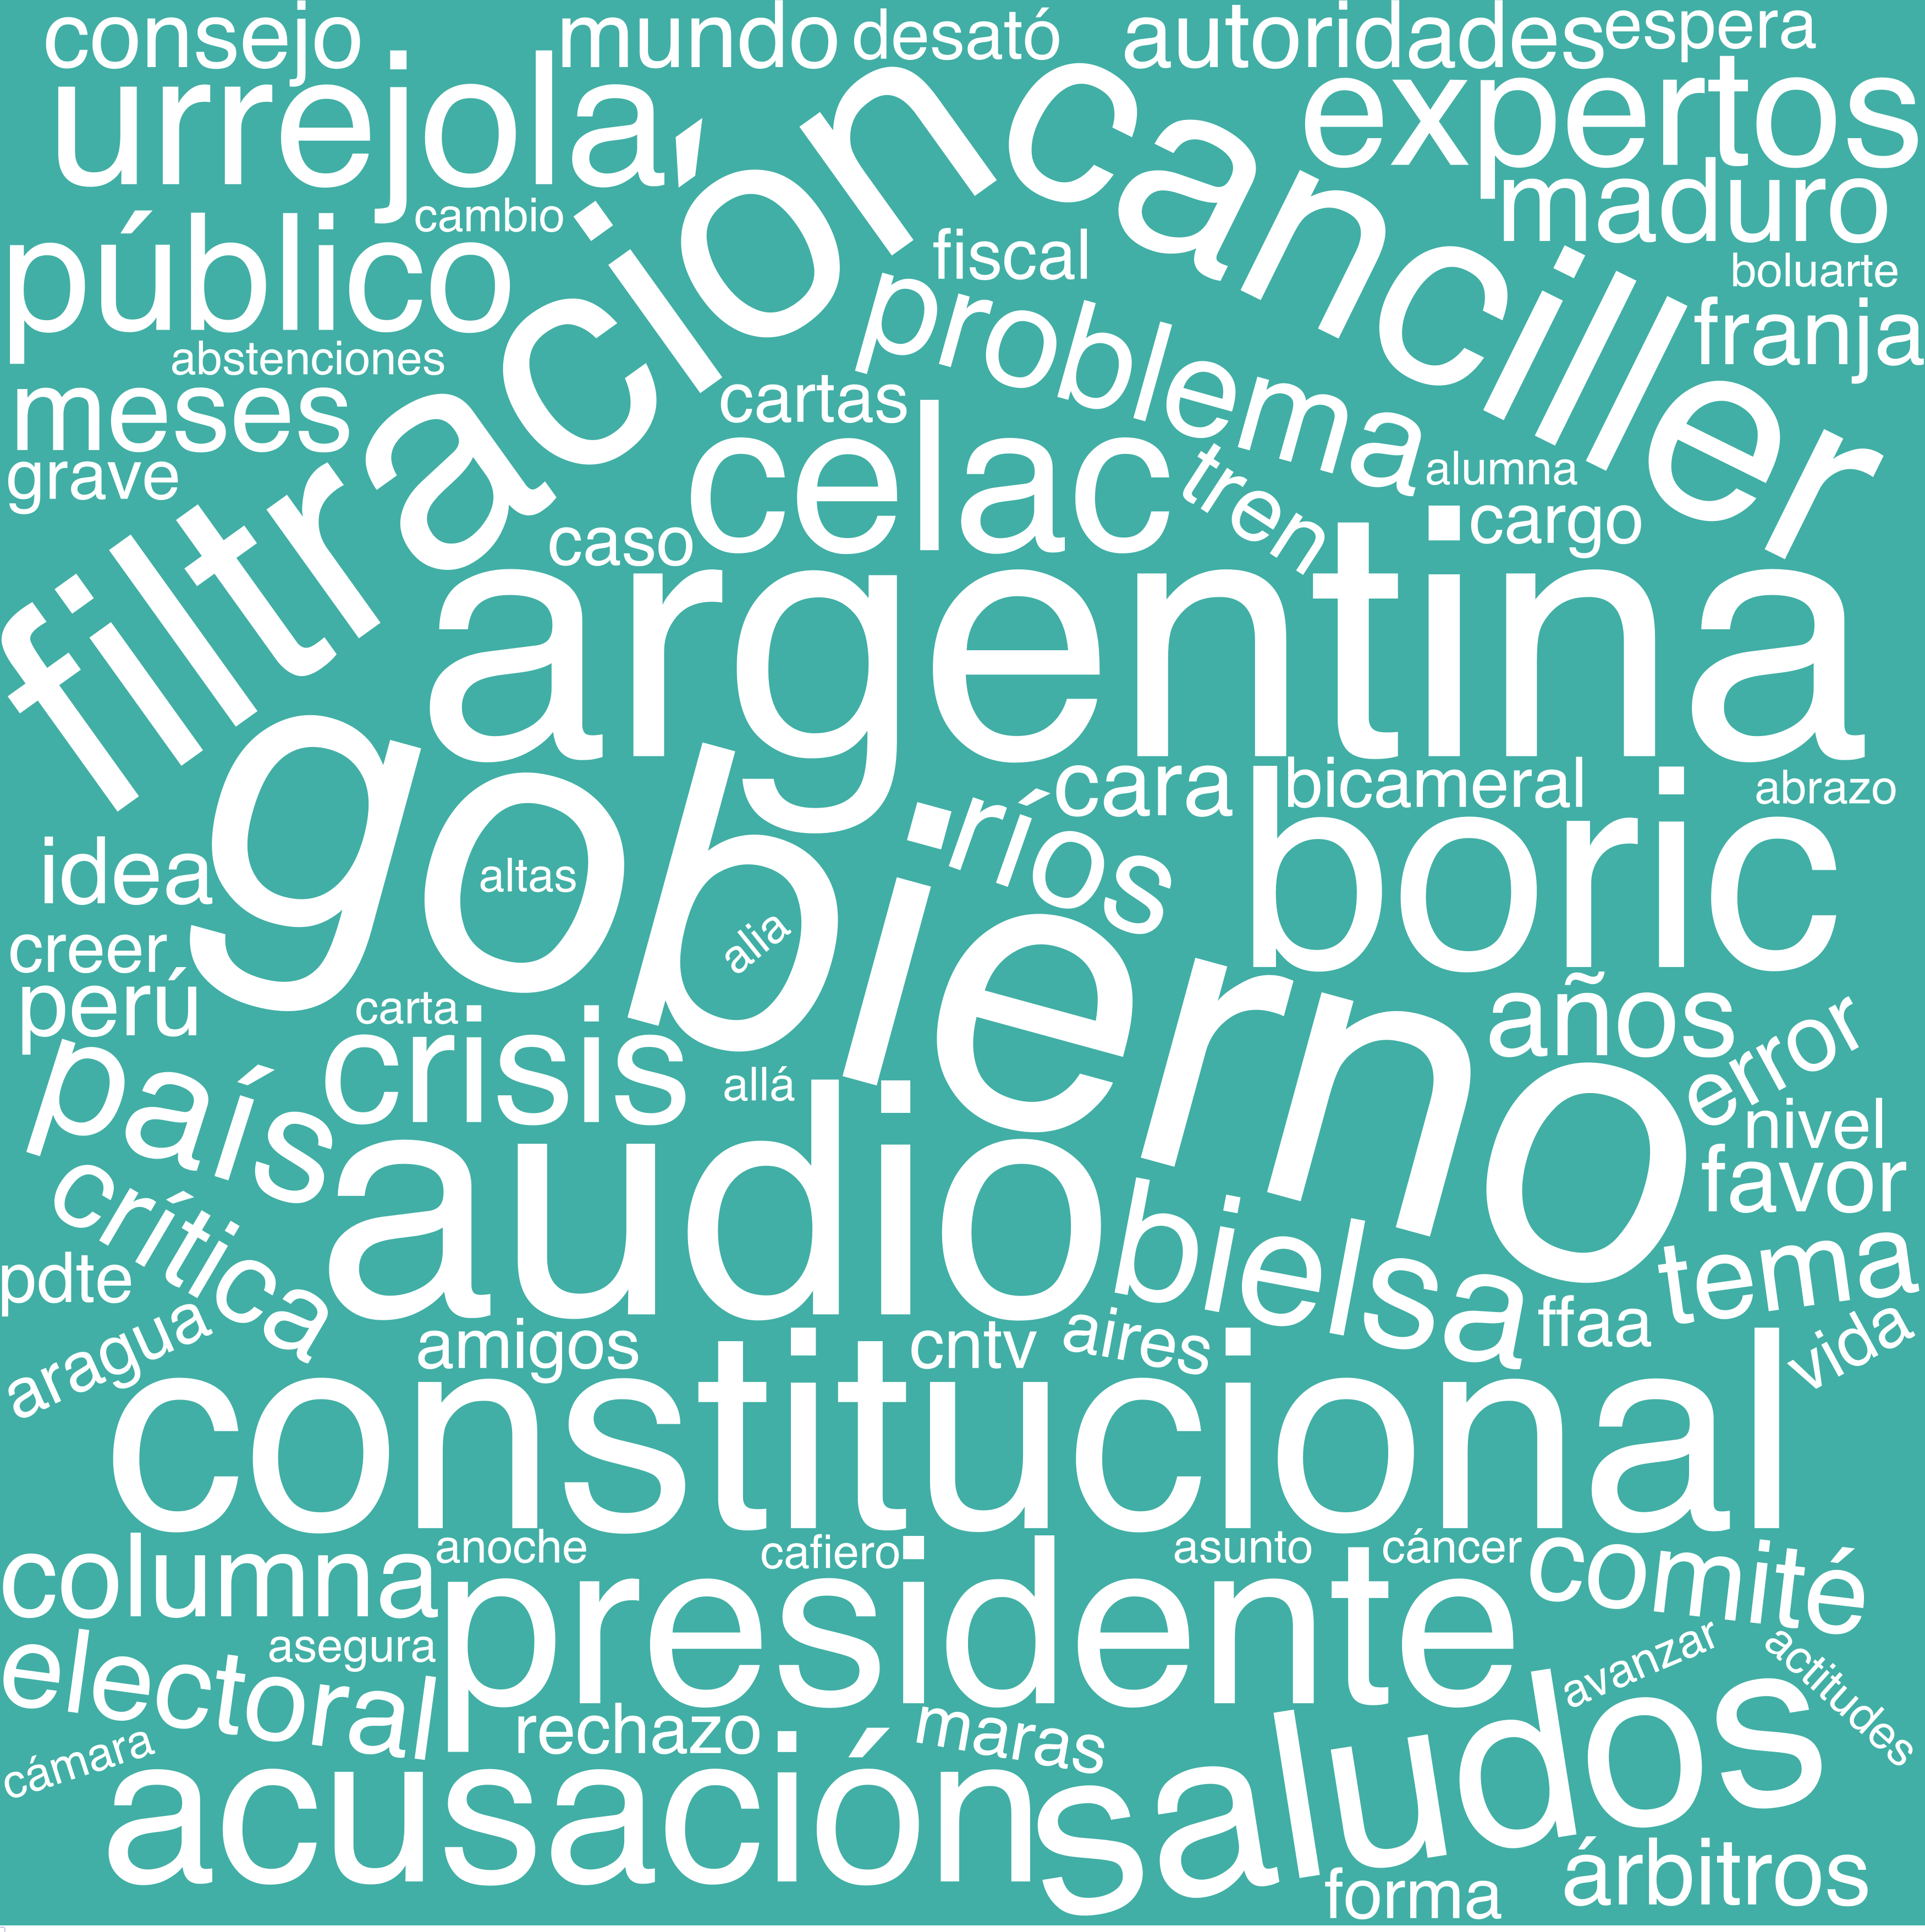 consejo
mundo
desató
autoridades
espera
urrejola
filtración
canciller
expertos
maduro
cambio
público
fiscal
boluarte
franja
problema
abstenciones
meses
cartas
celac
tren
alumna
grave
caso
cargo
argentina
gobierno
cara
bicameral
abrazo
ríos
boric
idea
altas
alia
creer
perú
carta
crisis
allá
años
error
nivel
favor
país
audio
crítica
bielsa
tema
pdte
ffaa
vida
aragua
amigos
cntv
aires
constitucional
columna
anoche
cafiero
asunto
cáncer
comité
presidente
electoral
asegura
avanzar
actitudes
rechazo
maras
saludos
cámara
acusación
forma
árbitros